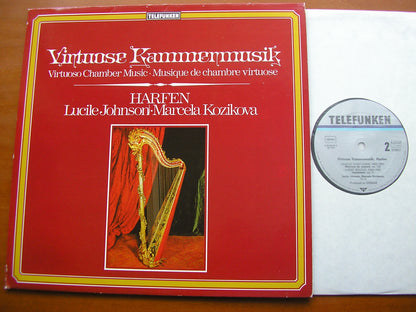 TELEFUNKEN
Virtuose Kammermusik
Virtuoso Chamber Music · Musique de chambre virtuose
HARFEN
Lucile Johnson · Marcela Kozikova
TELEFUNKEN
2
Virtuose Kammermusik: Harfen